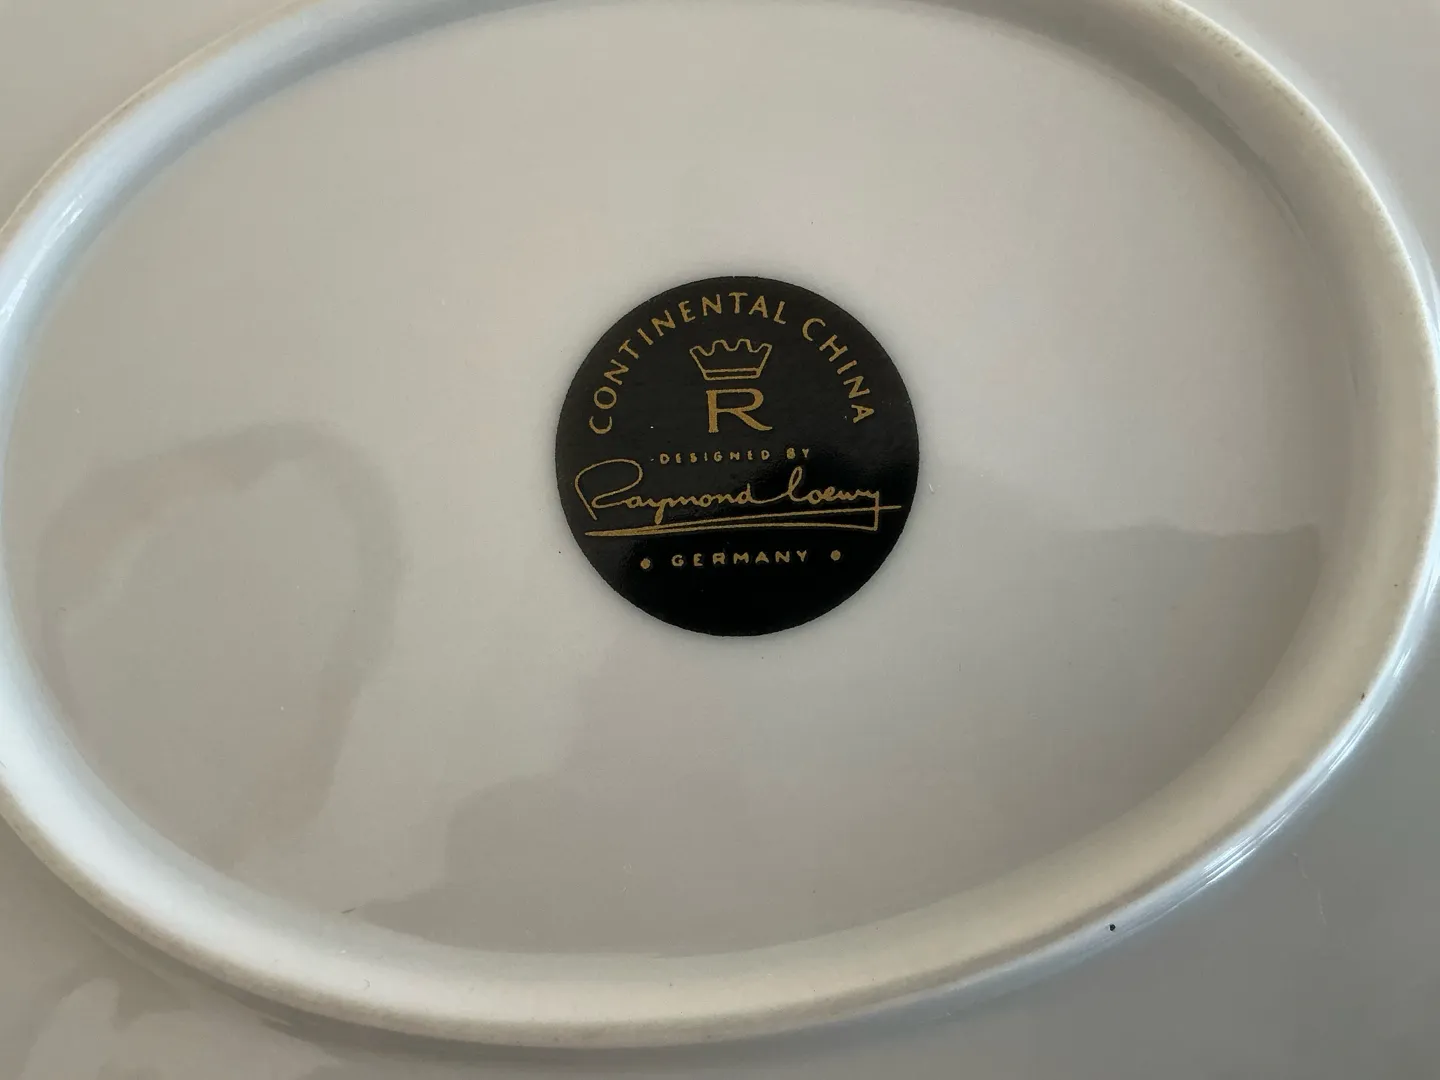 CONTINENTAL CHINA
R
DESIGNED BY
Raymond Loewy
• GERMANY •